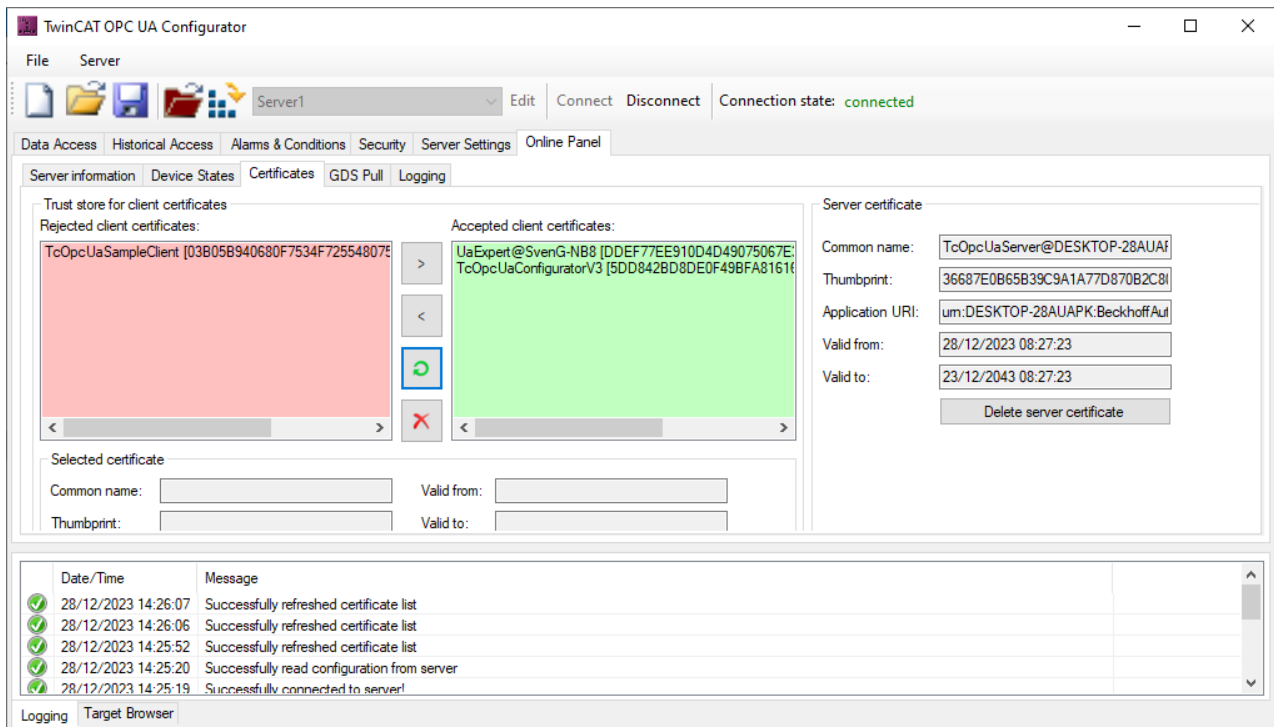 TwinCAT OPC UA Configurator
File Server
Server1 Edit Connect Disconnect Connection state: connected
Data Access Historical Access Alarms & Conditions Security Server Settings Online Panel
Server information Device States Certificates GDS Pull Logging
Trust store for client certificates
Rejected client certificates:
TcOpcUaSampleClient [03B05B940680F7534F72554807
> 
<
Accepted client certificates:
UaExpert@SvenG-NB8 [DDEF77EE910D4D49075067E
TcOpcUaConfiguratorV3 [5DD842BD8DE0F49BFA81616
Selected certificate
Common name: Valid from:
Thumbprint: Valid to:
Server certificate
Common name: TcOpcUaServer@DESKTOP-28AUAP
Thumbprint: 36687E0B65B39C9A1A77D870B2C8
Application URI: urn:DESKTOP-28AUAPK:BeckhoffAut
Valid from: 28/12/2023 08:27:23
Valid to: 23/12/2043 08:27:23
Delete server certificate
Date/Time Message
28/12/2023 14:26:07 Successfully refreshed certificate list
28/12/2023 14:26:06 Successfully refreshed certificate list
28/12/2023 14:25:52 Successfully refreshed certificate list
28/12/2023 14:25:20 Successfully read configuration from server
28/12/2023 14:25:19 Successfully connected to server!
Logging Target Browser